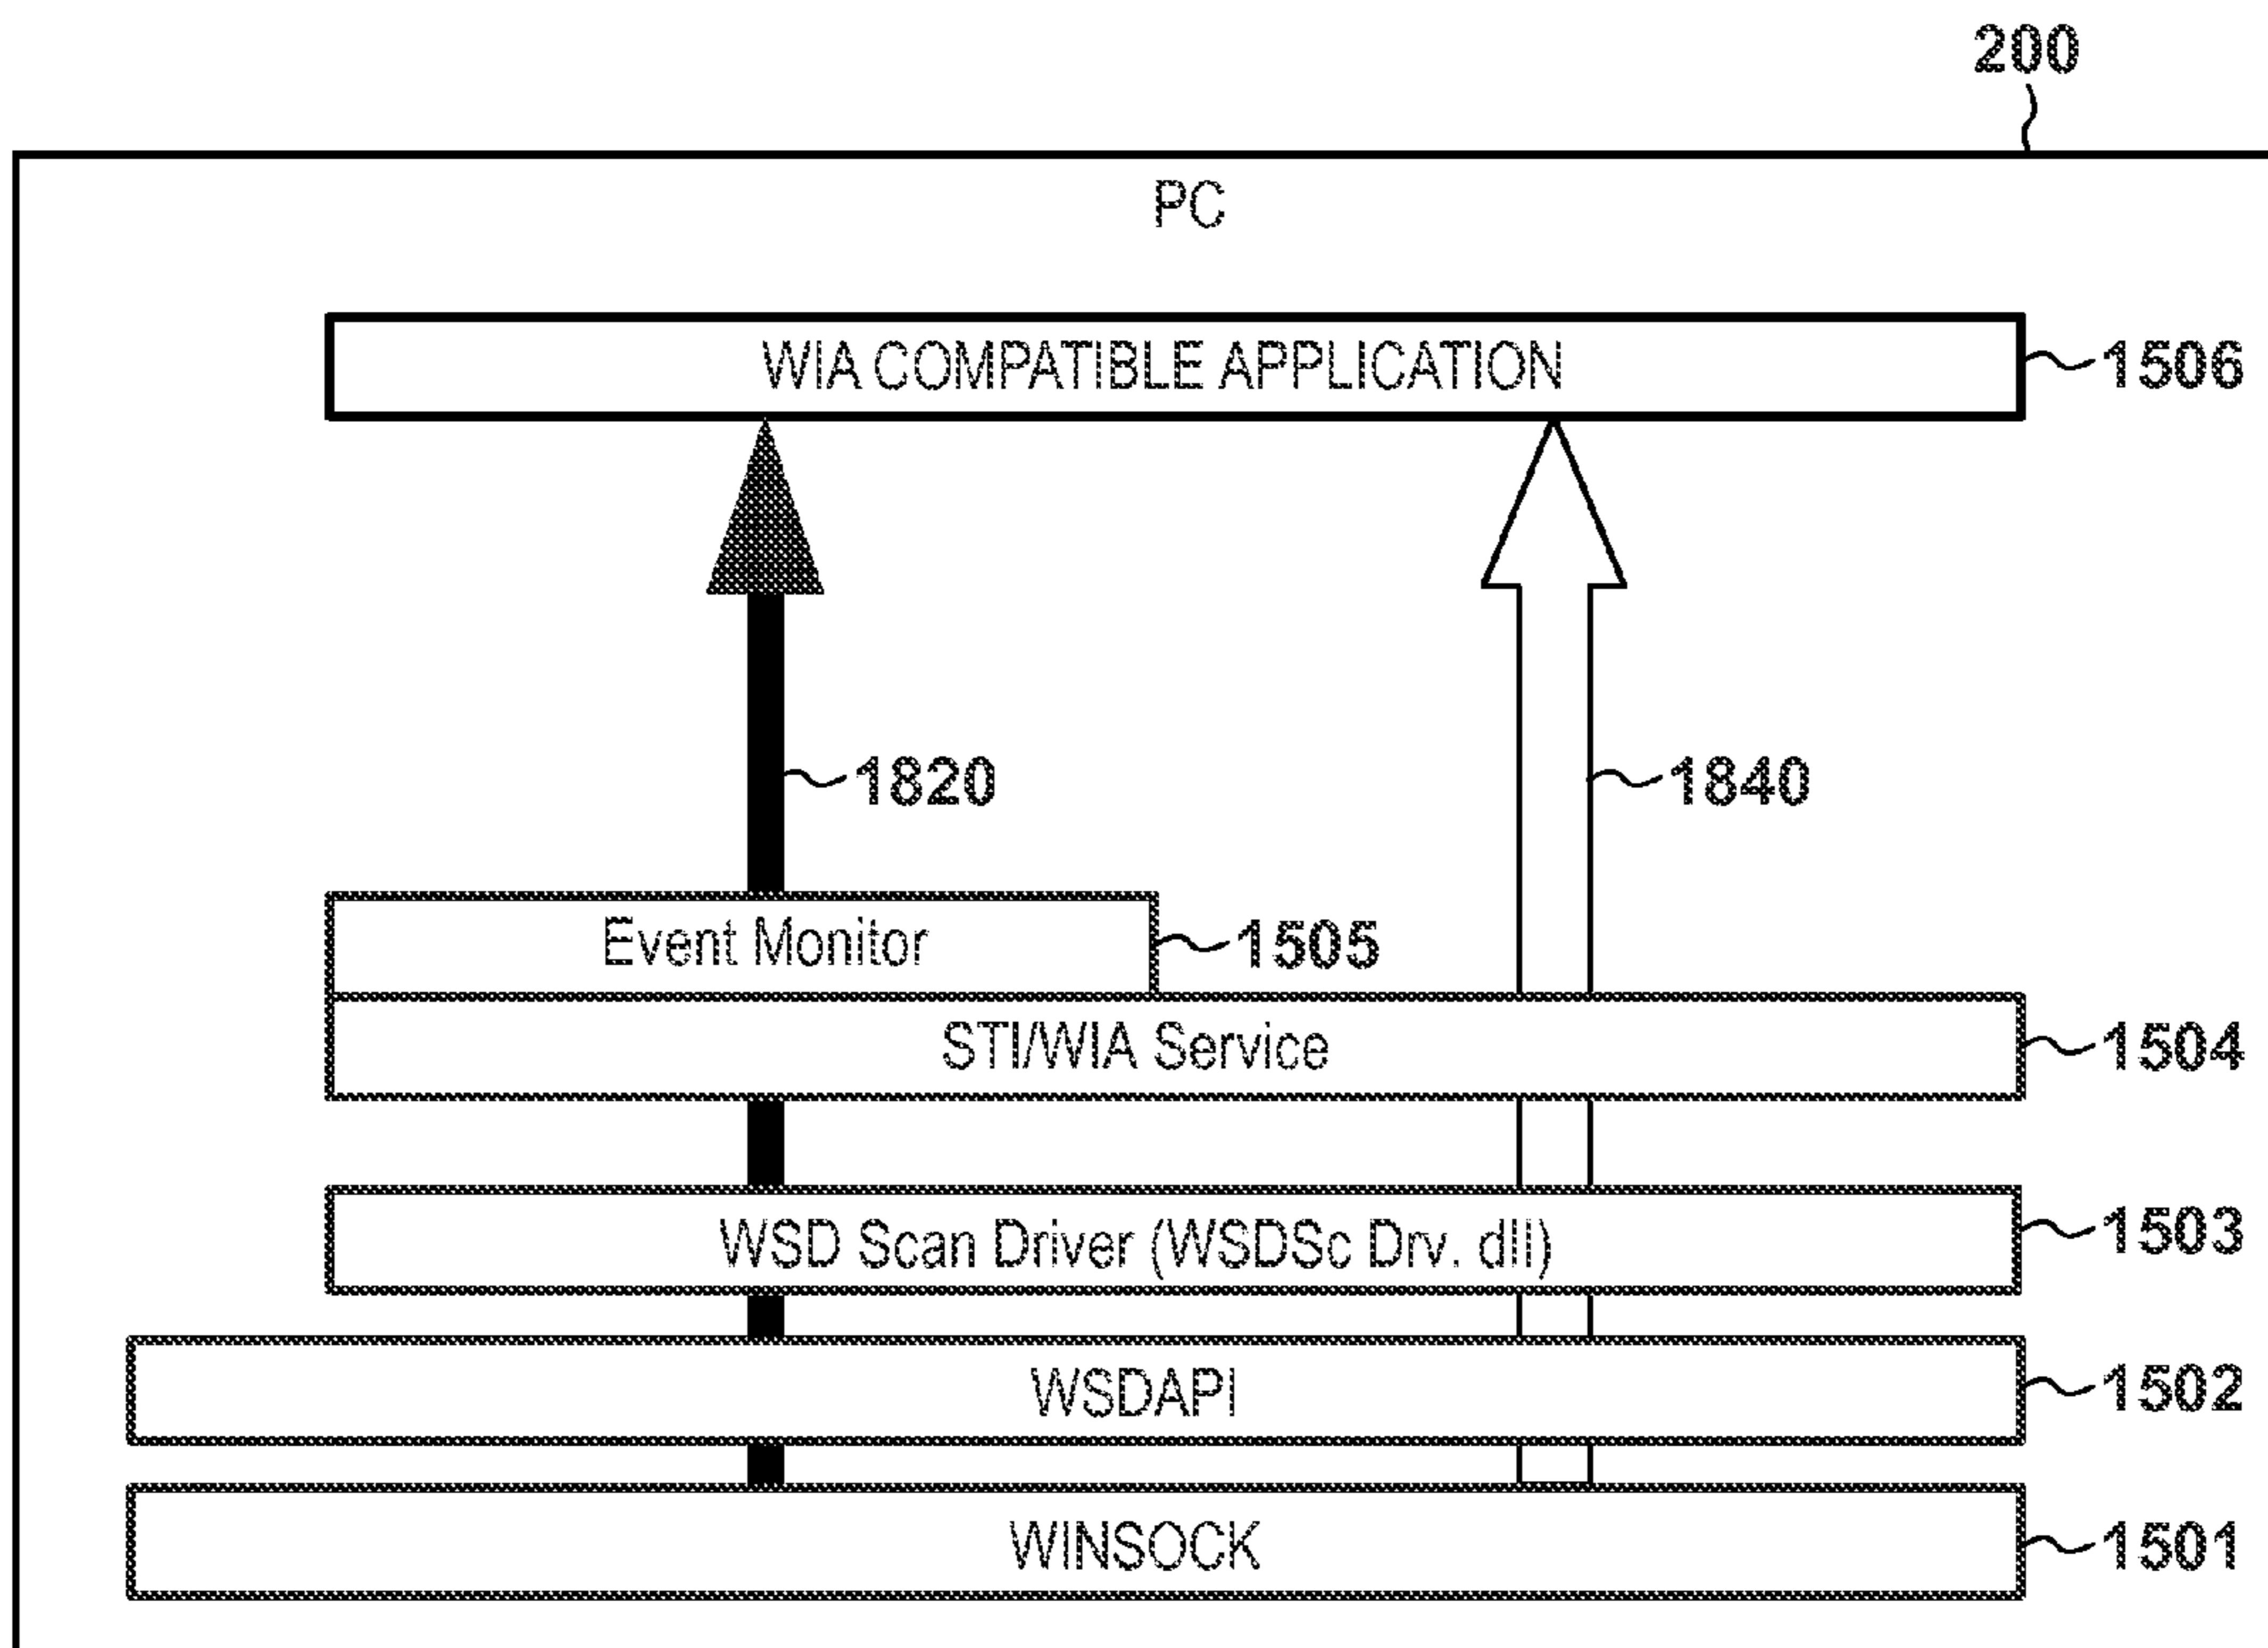 200
PC
WIA COMPATIBLE APPLICATION
1506
1820
1840
Event Monitor
1505
STI/WIA Service
1504
WSD Scan Driver (WSDSc Drv. dll)
1503
WSDAPI
1502
WINSOCK
1501